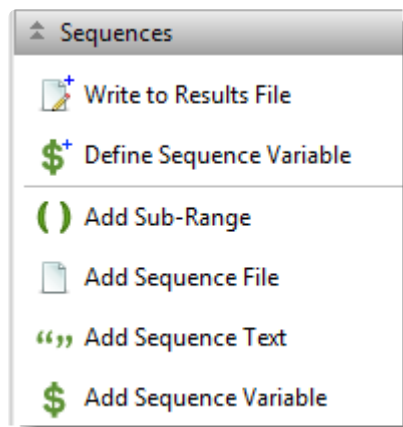 Sequences
Write to Results File
Define Sequence Variable
Add Sub-Range
Add Sequence File
Add Sequence Text
Add Sequence Variable